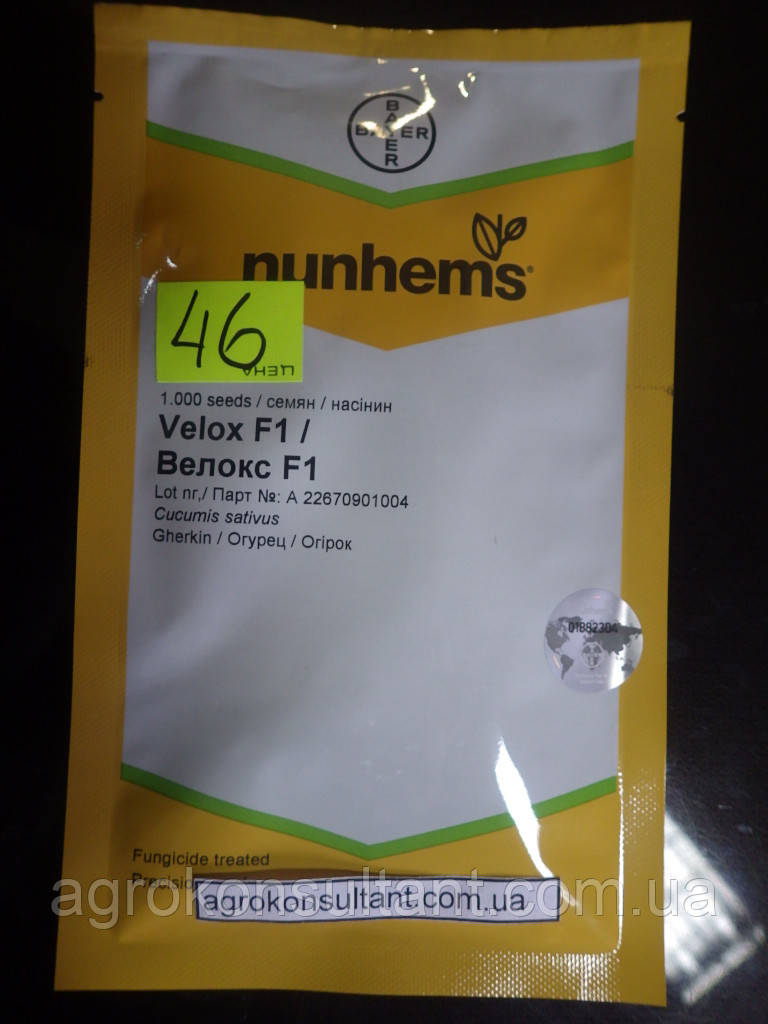 BAYER
BAYER
nunhems®
46
ЦЕНА
1.000 seeds / семян / насінин
Velox F1 /
Велокс F1
Lot nr,/ Парт №: A 22670901004
Cucumis sativus
Gherkin / Огурец / Огірок
01882304
Fungicide treated
agrokonsultant.com.ua
agrokonsultant.com.ua